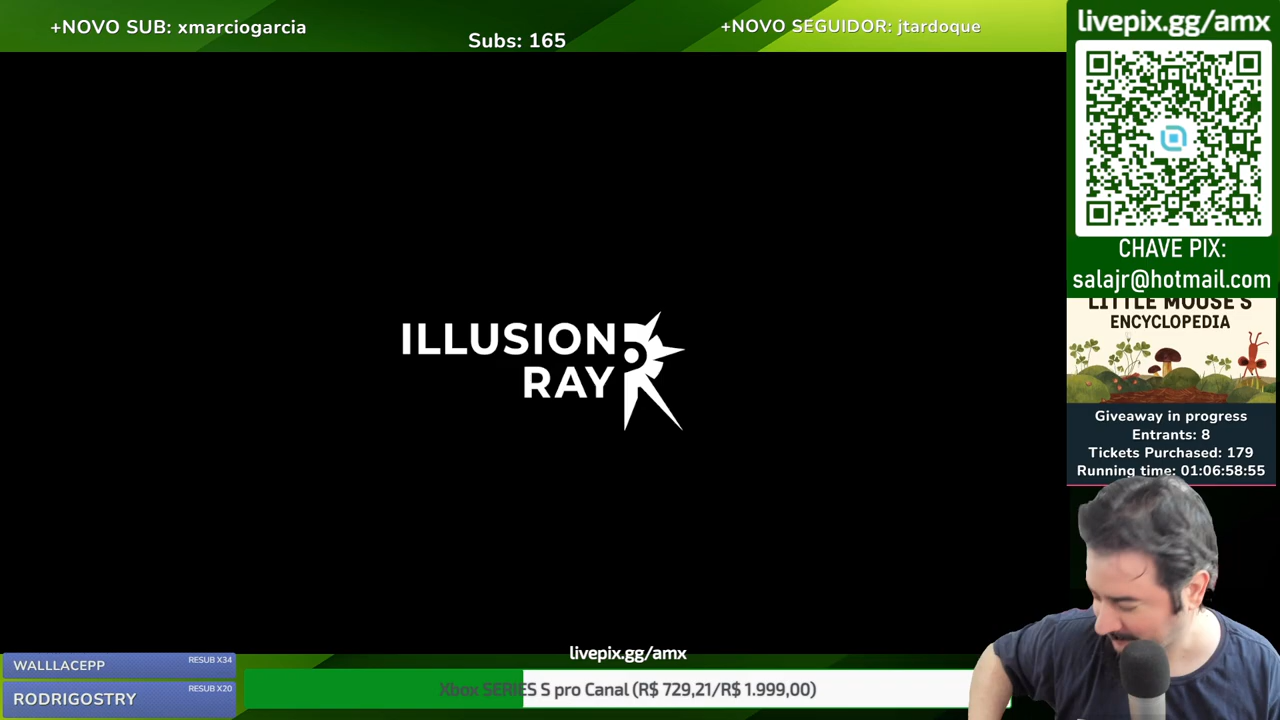 +NOVO SUB: xmarciogarcia
Subs: 165
+NOVO SEGUIDOR: jtardoque
livepix.gg/amx
CHAVE PIX:
salajr@hotmail.com
LITTLE MOUSE'S
ENCYCLOPEDIA
Giveaway in progress
Entrants: 8
Tickets Purchased: 179
Running time: 01:06:58:55
ILLUSION
RAY
livepix.gg/amx
WALLLACEPP
RESUB X34
RODRIGOSTRY
RESUB X20
Xbox SERIES S pro Canal (R$ 729,21/R$ 1.999,00)